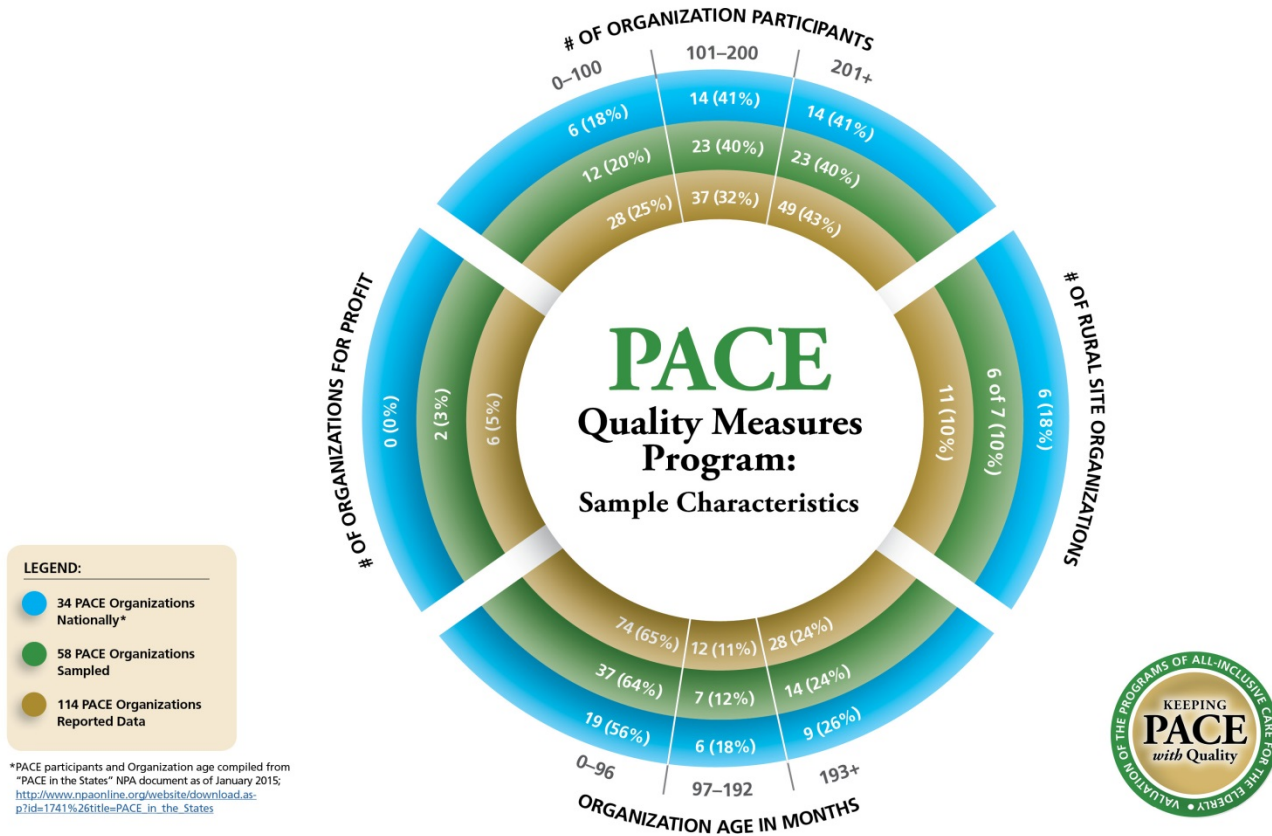 # OF ORGANIZATION PARTICIPANTS
0–100
101–200
201+
6 (18%)
14 (41%)
14 (41%)
12 (20%)
23 (40%)
23 (40%)
28 (25%)
37 (32%)
49 (43%)
# OF ORGANIZATIONS FOR PROFIT
0 (0%)
2 (3%)
6 (5%)
PACE
Quality Measures
Program:
Sample Characteristics
11 (10%)
6 of 7 (10%)
6 (18%)
# OF RURAL SITE ORGANIZATIONS
74 (65%)
12 (11%)
28 (24%)
37 (64%)
7 (12%)
14 (24%)
19 (56%)
6 (18%)
9 (26%)
0–96
97–192
193+
ORGANIZATION AGE IN MONTHS
LEGEND:
34 PACE Organizations
Nationally*
58 PACE Organizations
Sampled
114 PACE Organizations
Reported Data
*PACE participants and Organization age compiled from
"PACE in the States" NPA document as of January 2015;
http://www.npaonline.org/website/download.as-
p?id=1741%26title=PACE_in_the_States
VALUATION OF THE PROGRAMS OF ALL-INCLUSIVE CARE FOR THE ELDERLY •
KEEPING
PACE
with Quality